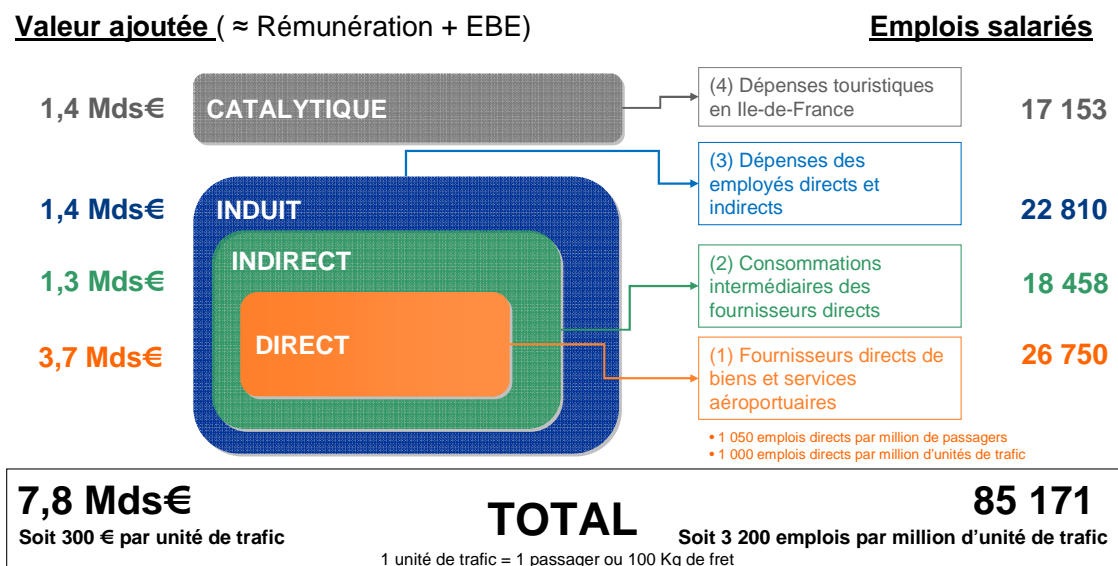 Valeur ajoutée ( ≈ Rémunération + EBE)
Emplois salariés
1,4 Mds€
CATALYTIQUE
(4) Dépenses touristiques
en Ile-de-France
17 153
1,4 Mds€
INDUIT
(3) Dépenses des
employés directs et
indirects
22 810
1,3 Mds€
INDIRECT
(2) Consommations
intermédiaires des
fournisseurs directs
18 458
3,7 Mds€
DIRECT
(1) Fournisseurs directs de
biens et services
aéroportuaires
26 750
• 1 050 emplois directs par million de passagers
• 1 000 emplois directs par million d'unités de trafic
7,8 Mds€
Soit 300 € par unité de trafic
TOTAL
1 unité de trafic = 1 passager ou 100 Kg de fret
85 171
Soit 3 200 emplois par million d'unité de trafic